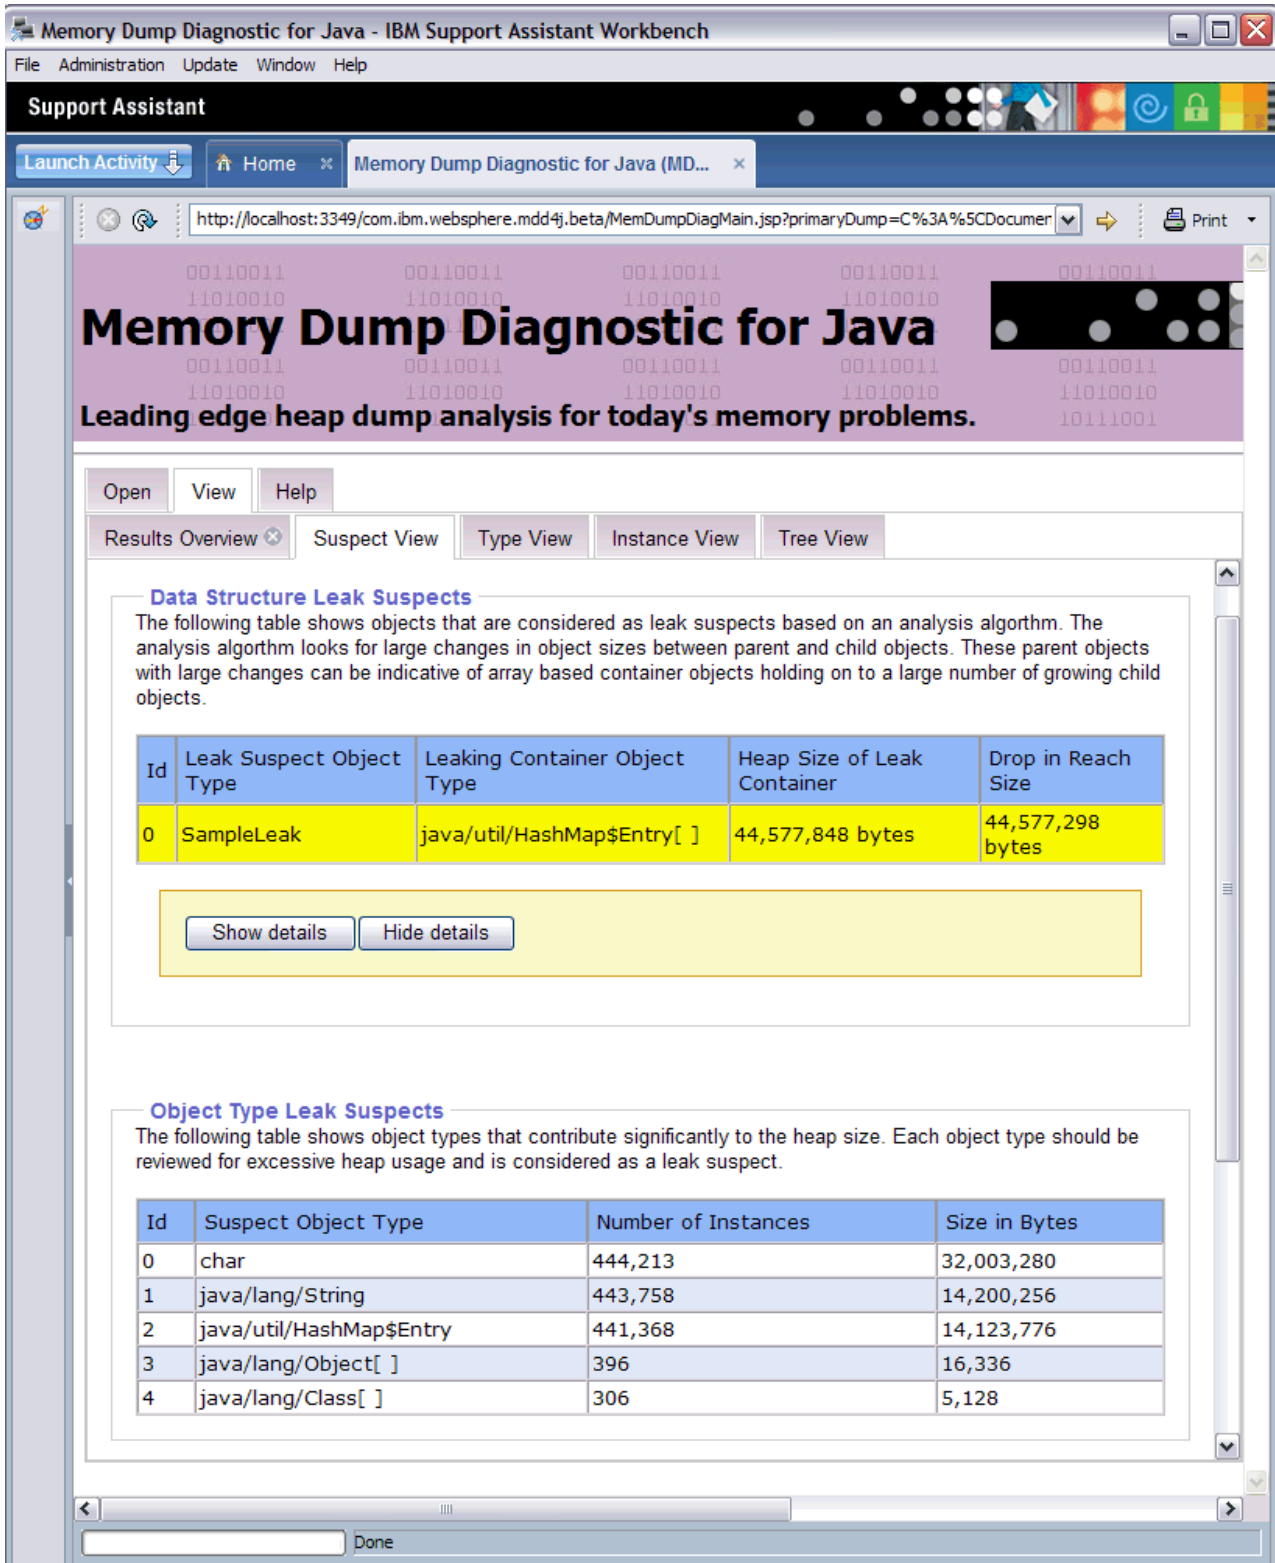 Memory Dump Diagnostic for Java - IBM Support Assistant Workbench
File Administration Update Window Help
Support Assistant
Launch Activity Home Memory Dump Diagnostic for Java (MD...
http://localhost:3349/com.ibm.websphere.mdd4j.beta/MemDumpDiagMain.jsp?primaryDump=C%3A%5CDocumen Print
00110011 00110011 00110011 00110011 00110011
11010010 11010010 11010010 11010010
Memory Dump Diagnostic for Java
00110011 00110011 00110011 00110011 00110011
11010010 11010010 11010010 11010010 11010010
Leading edge heap dump analysis for today's memory problems.
10111001
Open View Help
Results Overview Suspect View Type View Instance View Tree View
Data Structure Leak Suspects
The following table shows objects that are considered as leak suspects based on an analysis algorthm. The
analysis algorthm looks for large changes in object sizes between parent and child objects. These parent objects
with large changes can be indicative of array based container objects holding on to a large number of growing child
objects.
Id Leak Suspect Object Type Leaking Container Object Type Heap Size of Leak Container Drop in Reach Size
0 SampleLeak java/util/HashMap$Entry[ ] 44,577,848 bytes 44,577,298 bytes
Show details Hide details
Object Type Leak Suspects
The following table shows object types that contribute significantly to the heap size. Each object type should be
reviewed for excessive heap usage and is considered as a leak suspect.
Id Suspect Object Type Number of Instances Size in Bytes
0 char 444,213 32,003,280
1 java/lang/String 443,758 14,200,256
2 java/util/HashMap$Entry 441,368 14,123,776
3 java/lang/Object[ ] 396 16,336
4 java/lang/Class[ ] 306 5,128
Done